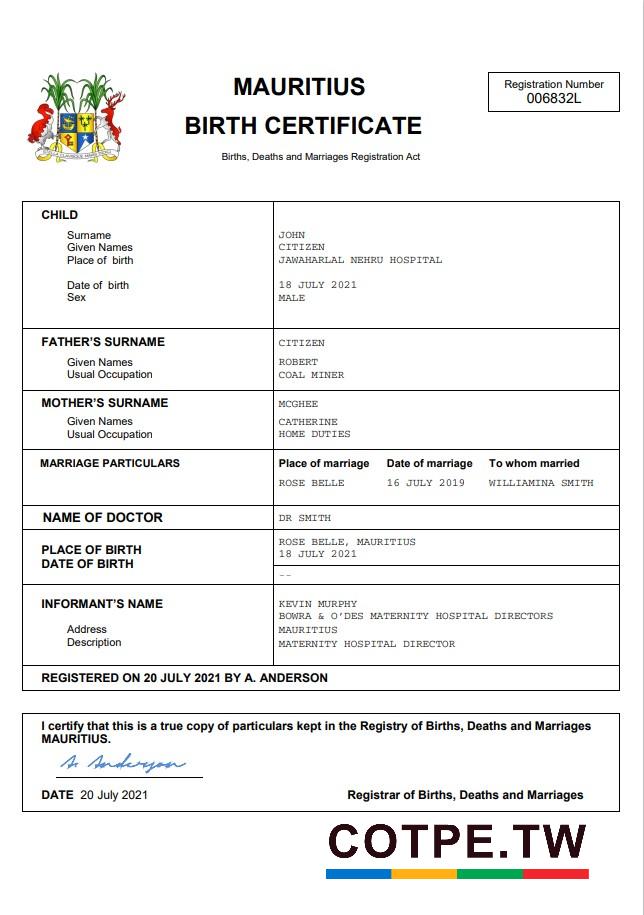 MAURITIUS
BIRTH CERTIFICATE
Births, Deaths and Marriages Registration Act
Registration Number
006832L
CHILD
Surname JOHN
Given Names CITIZEN
Place of birth JAWAHARLAL NEHRU HOSPITAL
Date of birth 18 JULY 2021
Sex MALE
FATHER'S SURNAME CITIZEN
Given Names ROBERT
Usual Occupation COAL MINER
MOTHER'S SURNAME MCGHEE
Given Names CATHERINE
Usual Occupation HOME DUTIES
MARRIAGE PARTICULARS Place of marriage Date of marriage To whom married
ROSE BELLE 16 JULY 2019 WILLIAMINA SMITH
NAME OF DOCTOR DR SMITH
PLACE OF BIRTH ROSE BELLE, MAURITIUS
DATE OF BIRTH 18 JULY 2021
--
INFORMANT'S NAME KEVIN MURPHY
BOWRA & O'DES MATERNITY HOSPITAL DIRECTORS
Address MAURITIUS
Description MATERNITY HOSPITAL DIRECTOR
REGISTERED ON 20 JULY 2021 BY A. ANDERSON
I certify that this is a true copy of particulars kept in the Registry of Births, Deaths and Marriages
MAURITIUS.
A. Anderson
DATE 20 July 2021 Registrar of Births, Deaths and Marriages
COTPE.TW